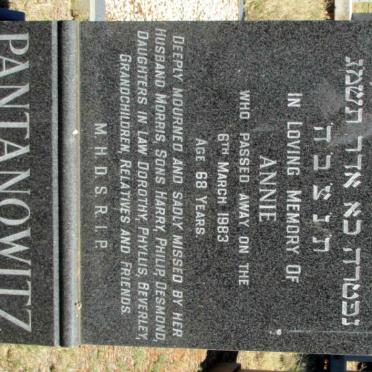 נפטרה כא אדר תשמג
ת נ צ ב ה
IN LOVING MEMORY OF
ANNIE
WHO PASSED AWAY ON THE
6TH MARCH 1983
AGE 68 YEARS.
DEEPLY MOURNED AND SADLY MISSED BY HER
HUSBAND MORRIS, SONS HARRY, PHILIP, DESMOND,
DAUGHTERS IN LAW DOROTHY, PHYLLIS, BEVERLEY,
GRANDCHILDREN, RELATIVES AND FRIENDS.
M. H. D. S. R. I. P.
PANTANOWITZ